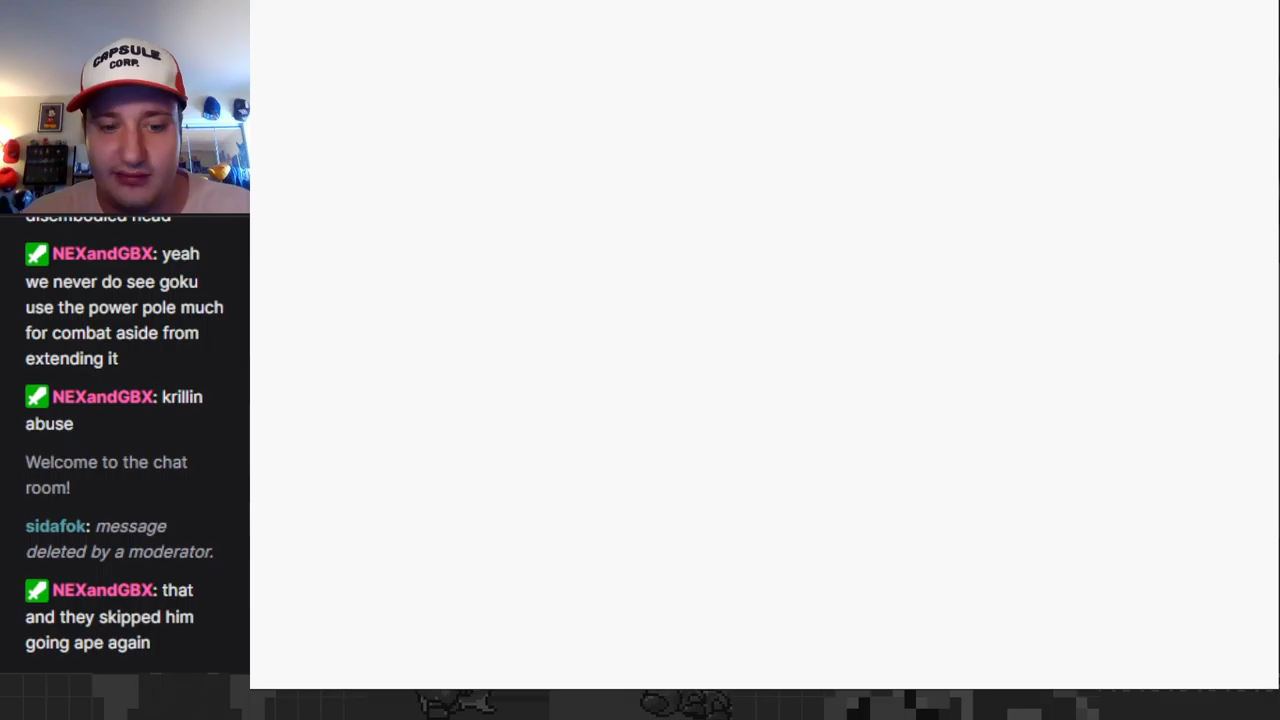 CAPSULE
CORP.
disembodied head
NEXandGBX: yeah
we never do see goku
use the power pole much
for combat aside from
extending it
NEXandGBX: krillin
abuse
Welcome to the chat
room!
sidafok: message
deleted by a moderator.
NEXandGBX: that
and they skipped him
going ape again